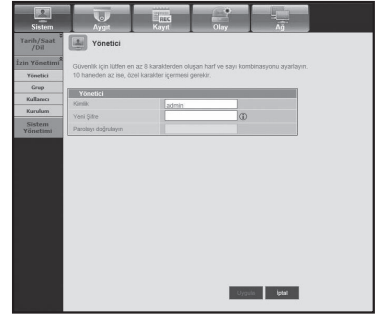 Sistem
Aygıt
Kayıt
Olay
Ağ
REC
Tarih/Saat
/Dil
İzin Yönetimi
Yönetici
Grup
Kullanıcı
Kurulum
Sistem
Yönetimi
Yönetici
Güvenlik için lütfen en az 8 karakterden oluşan harf ve sayı kombinasyonu ayarlayın.
10 haneden az ise, özel karakter içermesi gerekir.
Yönetici
Kimlik
admin
Yeni Şifre
Parolayı doğrulayın
Uygula
İptal